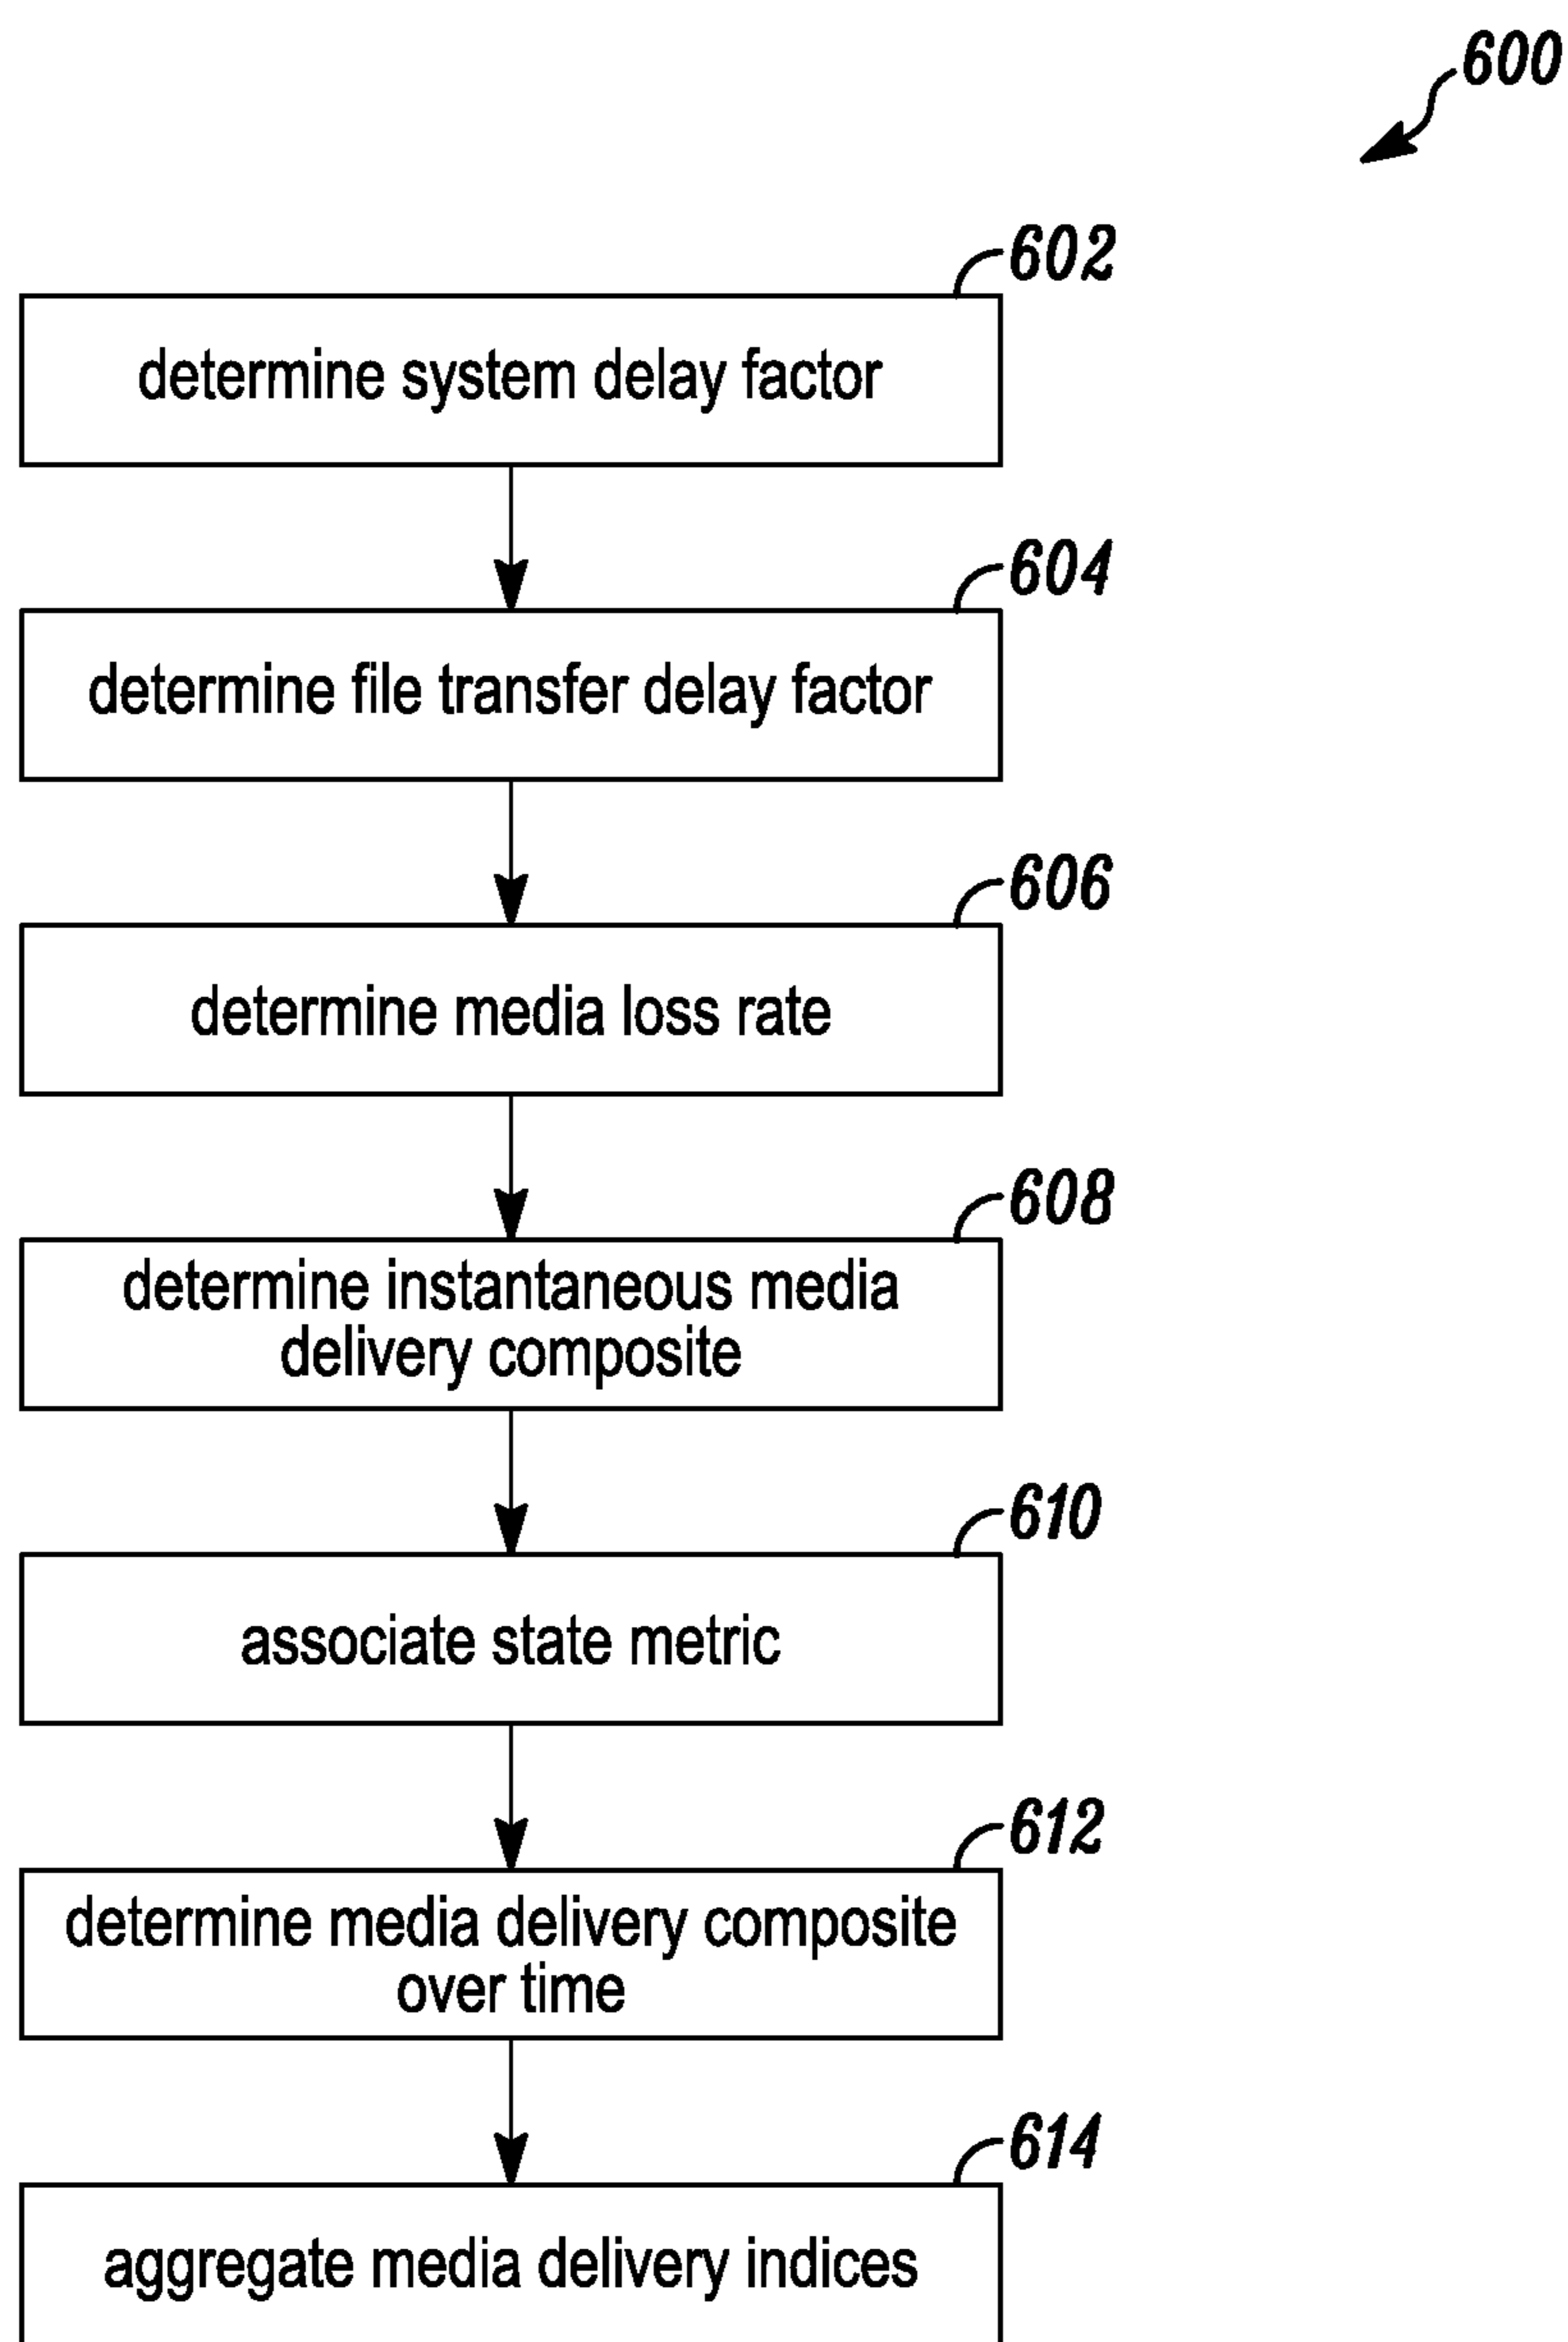 600
602
determine system delay factor
604
determine file transfer delay factor
606
determine media loss rate
608
determine instantaneous media
delivery composite
610
associate state metric
612
determine media delivery composite
over time
614
aggregate media delivery indices